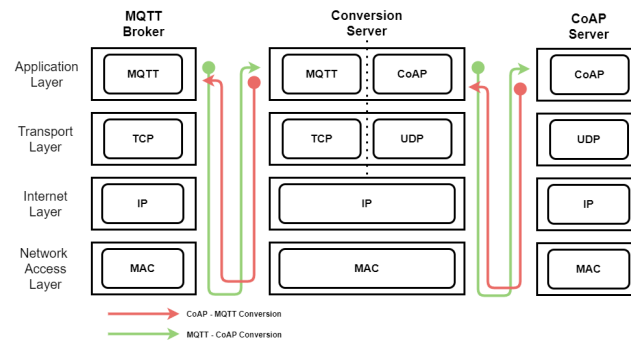 MQTT
Broker
Conversion
Server
CoAP
Server
Application
Layer
MQTT
MQTT
CoAP
CoAP
Transport
Layer
TCP
TCP
UDP
UDP
Internet
Layer
IP
IP
IP
Network
Access
Layer
MAC
MAC
MAC
CoAP - MQTT Conversion
MQTT - CoAP Conversion